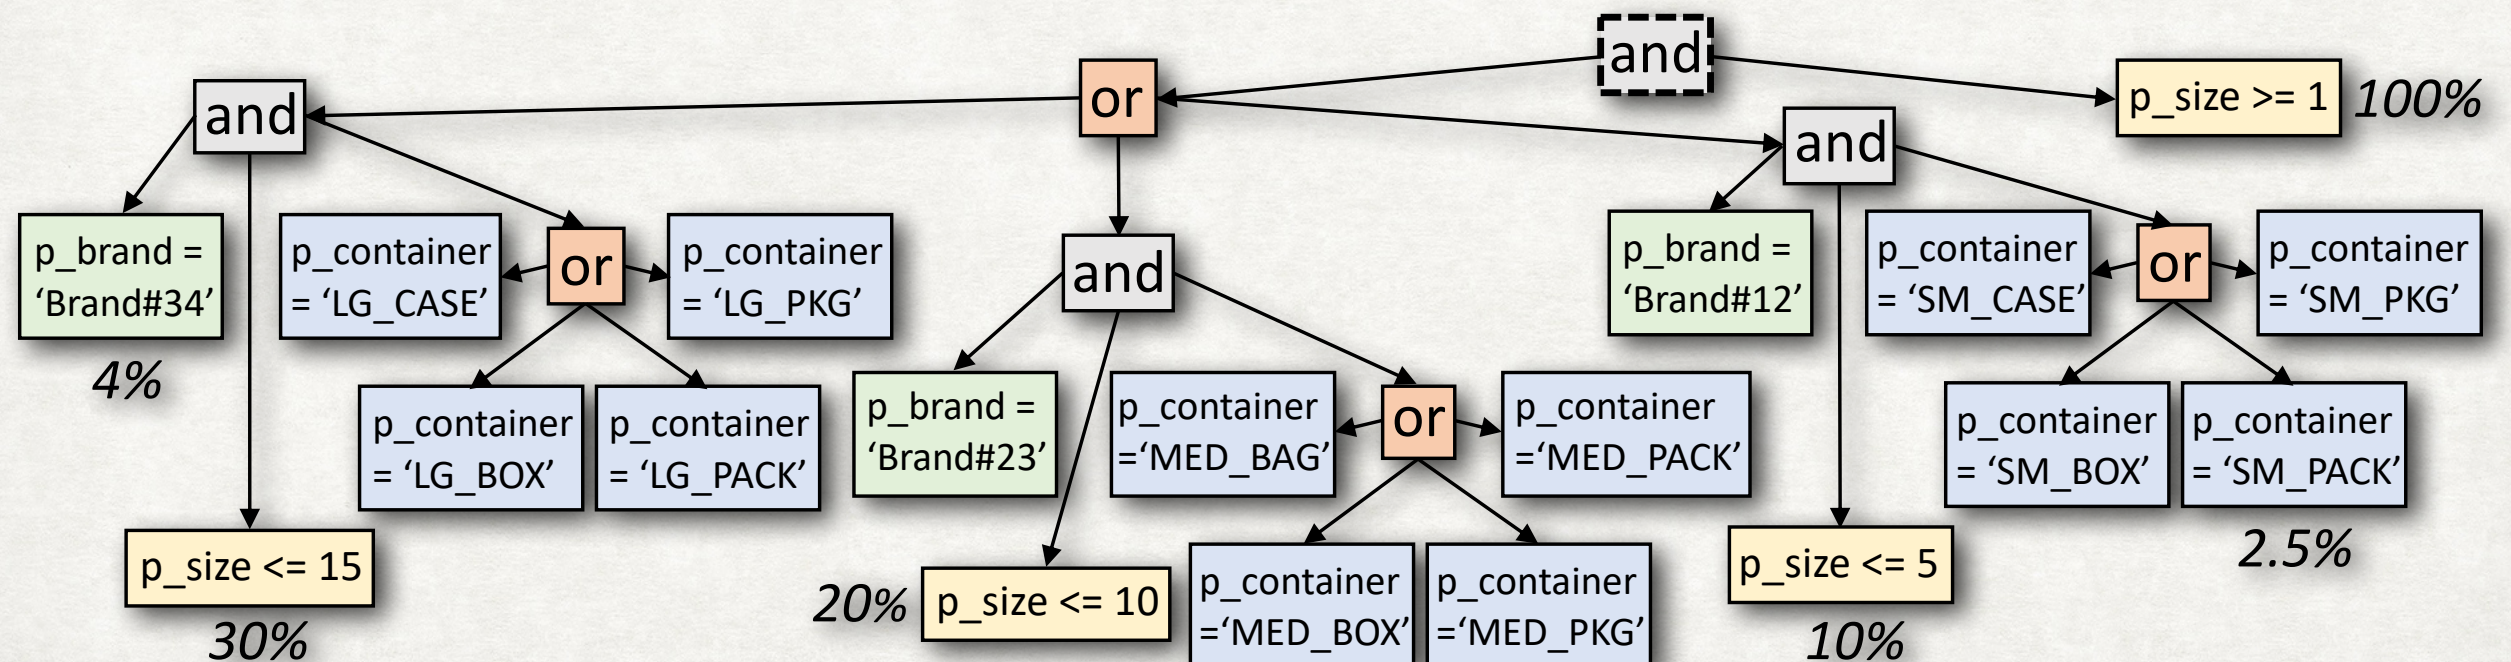 and
or
p_size >= 1
100%
and
and
p_brand =
‘Brand#34’
4%
p_container
= ‘LG_CASE’
or
p_container
= ‘LG_PKG’
p_container
= ‘LG_BOX’
p_container
= ‘LG_PACK’
p_size <= 15
30%
and
p_brand =
‘Brand#23’
p_container
=‘MED_BAG’
or
p_container
=‘MED_PACK’
20%
p_size <= 10
p_container
=‘MED_BOX’
p_container
=‘MED_PKG’
p_brand =
‘Brand#12’
p_container
= ‘SM_CASE’
or
p_container
= ‘SM_PKG’
p_container
= ‘SM_BOX’
p_container
= ‘SM_PACK’
2.5%
p_size <= 5
10%